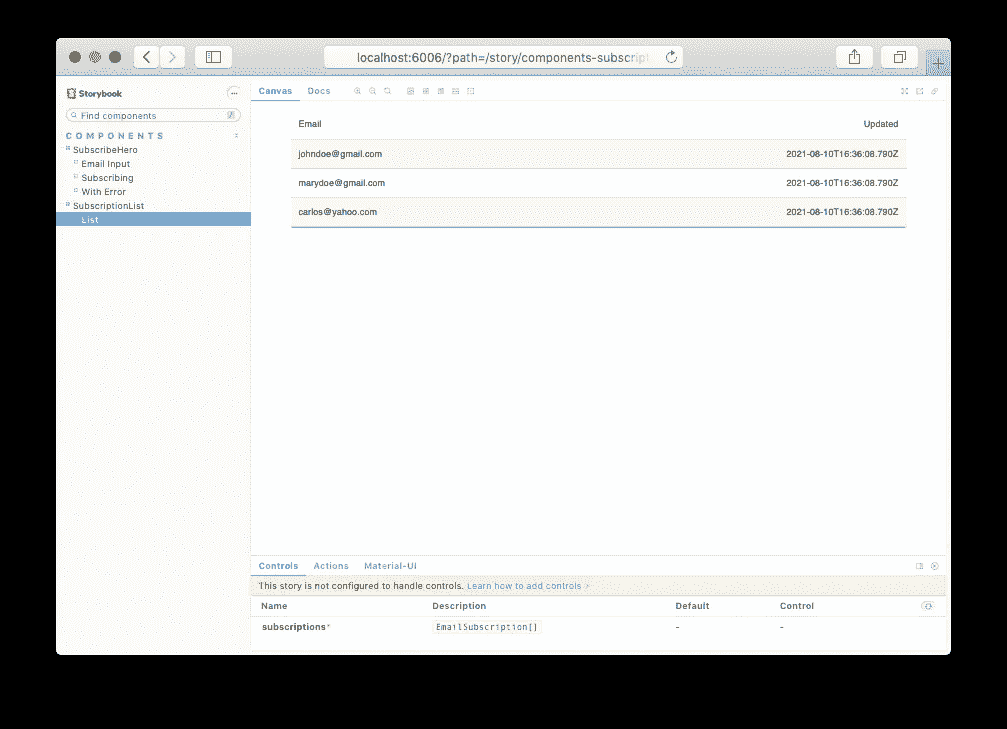 localhost:6006/?path=/story/components-subscript
Storybook
Canvas Docs
Find components /
COMPONENTS
SubscribeHero
Email Input
Subscribing
With Error
SubscriptionList
List
Email Updated
johndoe@gmail.com 2021-08-10T16:36:08.790Z
marydoe@gmail.com 2021-08-10T16:36:08.790Z
carlos@yahoo.com 2021-08-10T16:36:08.790Z
Controls Actions Material-UI
This story is not configured to handle controls. Learn how to add controls ›
Name Description Default Control
subscriptions* EmailSubscription[] - -